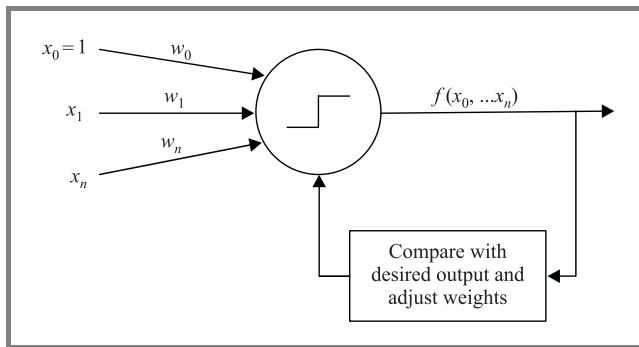 x₀ = 1
w₀
x₁
w₁
xₙ
wₙ
f(x₀, ...xₙ)
Compare with
desired output and
adjust weights